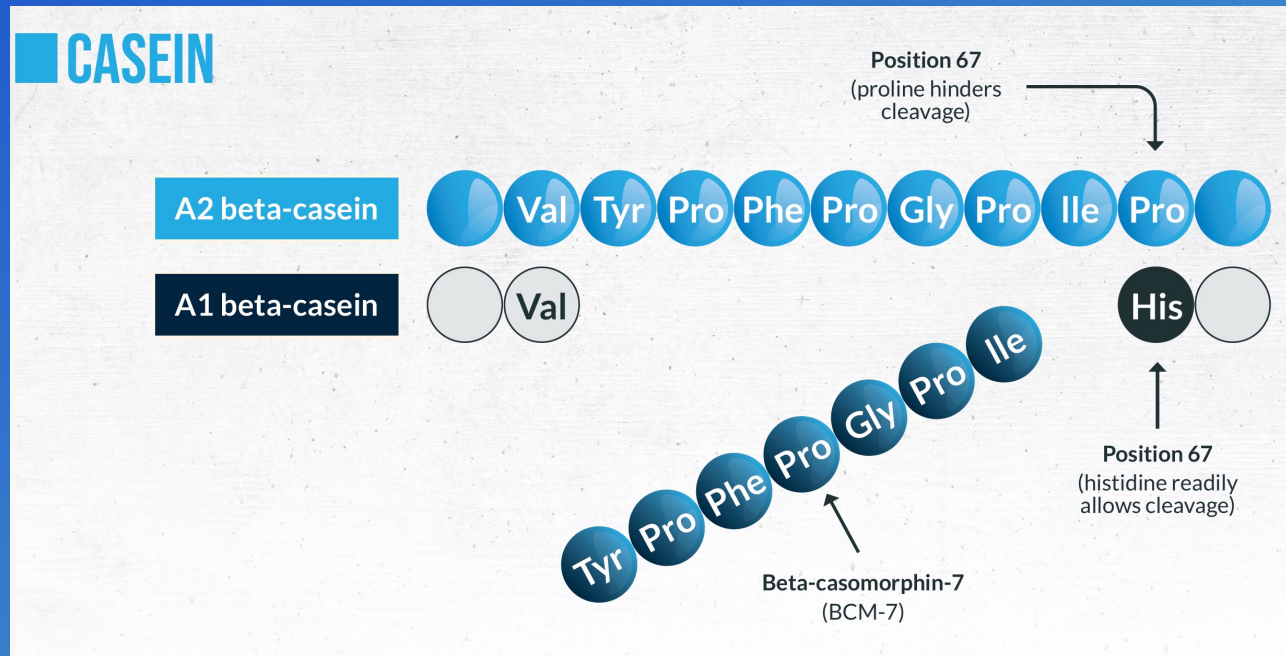 CASEIN
Position 67
(proline hinders
cleavage)
A2 beta-casein
Val Tyr Pro Phe Pro Gly Pro Ile Pro
A1 beta-casein
Val
His
Tyr Pro Phe Pro Gly Pro Ile
Position 67
(histidine readily
allows cleavage)
Beta-casomorphin-7
(BCM-7)